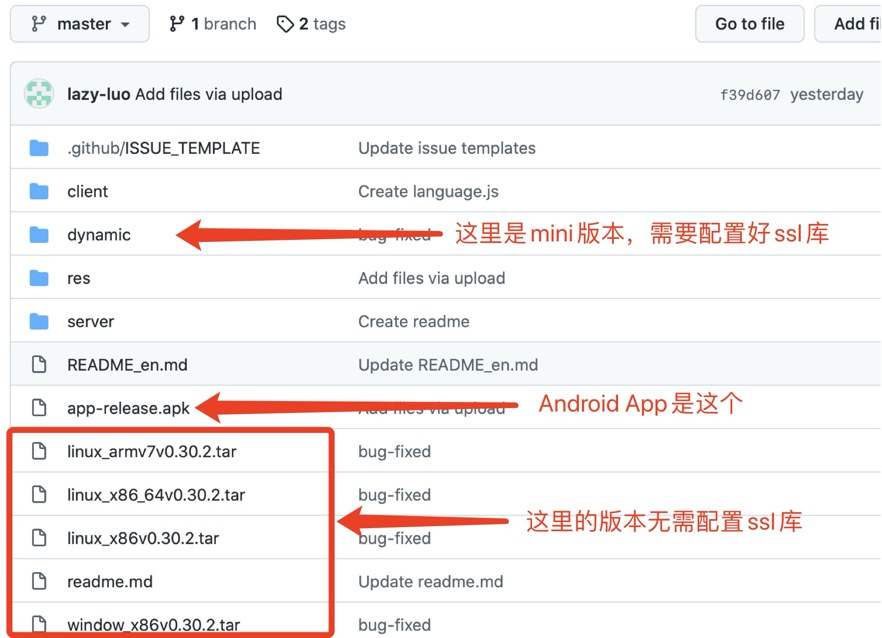 master 1 branch 2 tags Go to file Add fi
lazy-luo Add files via upload f39d607 yesterday
.github/ISSUE_TEMPLATE Update issue templates
client Create language.js
dynamic bug-fixed 这里是mini版本，需要配置好ssl库
res Add files via upload
server Create readme
README_en.md Update README_en.md
app-release.apk Add files via upload Android App是这个
linux_armv7v0.30.2.tar bug-fixed
linux_x86_64v0.30.2.tar bug-fixed
这里的版本无需配置ssl库
linux_x86v0.30.2.tar bug-fixed
readme.md Update readme.md
window_x86v0.30.2.tar bug-fixed